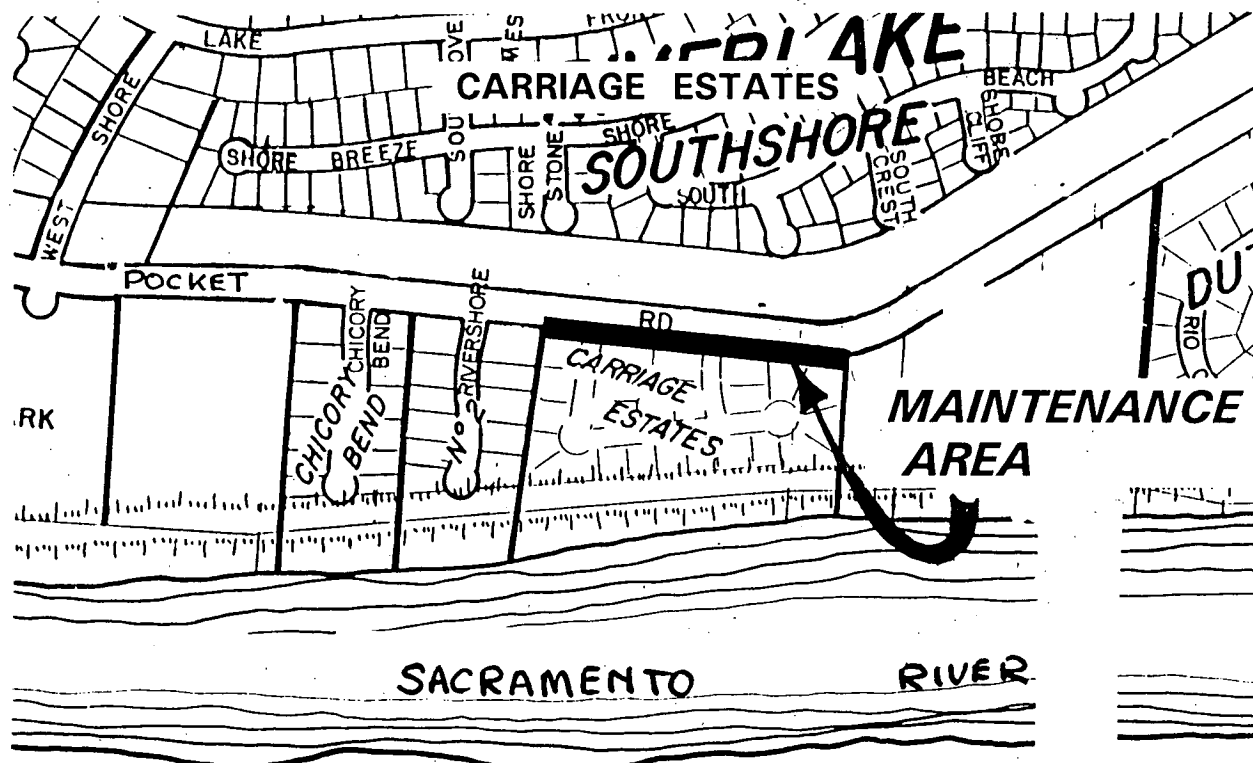 LAKE
WEST SHORE
CARRIAGE ESTATES
BEACH
SHORE BREEZE
SHORE
STONE
SHORE
SOUTHSHORE
SOUTH
SOUTH
CREST
SHORE
CLIFF
POCKET
RD
CHICORY
BEND
CHICORY
CHICORY
BEND
RIVERSHORE
Nº 2
CARRIAGE
ESTATES
RIO
MAINTENANCE
AREA
SACRAMENTO RIVER